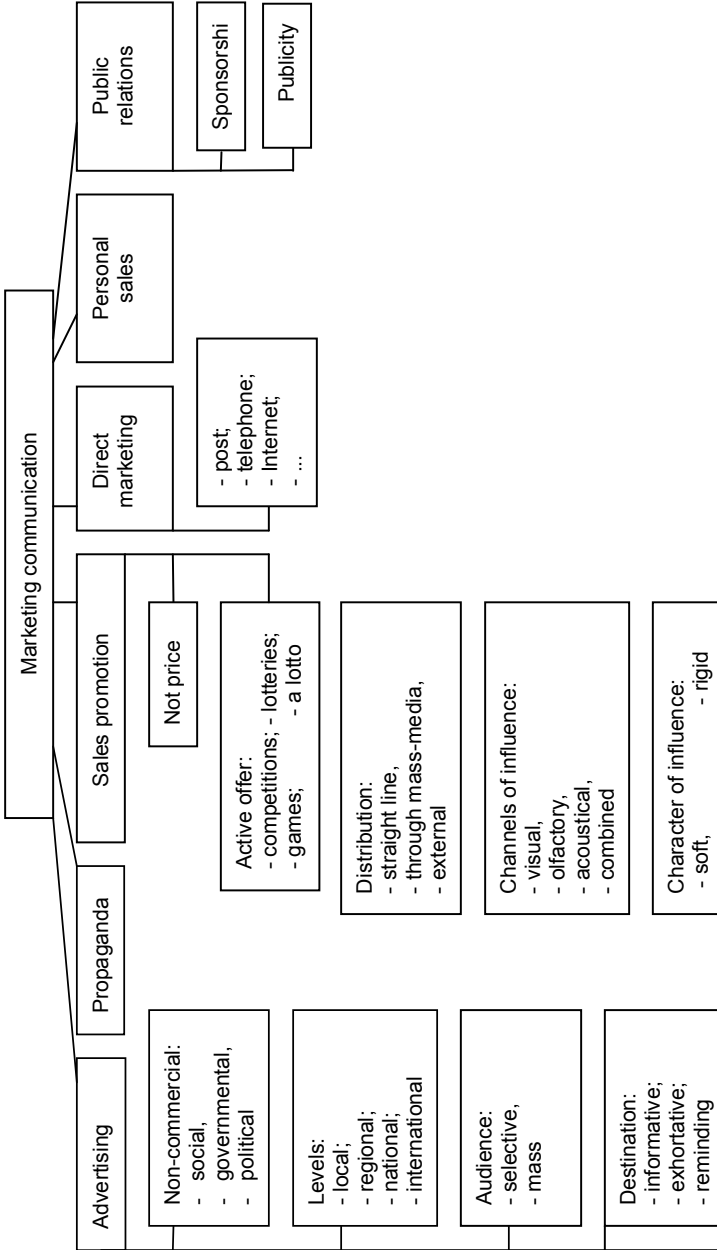 Marketing communication
Advertising
Propaganda
Sales promotion
Direct
marketing
Personal
sales
Public
relations
Non-commercial:
- social,
- governmental,
- political
Levels:
- local;
- regional;
- national;
- international
Audience:
- selective,
- mass
Destination:
- informative;
- exhortative;
- reminding
Not price
Active offer:
- competitions; - lotteries;
- games; - a lotto
Distribution:
- straight line,
- through mass-media,
- external
Channels of influence:
- visual,
- olfactory,
- acoustical,
- combined
Character of influence:
- soft, - rigid
- post;
- telephone;
- Internet;
- ...
Sponsorshi
Publicity